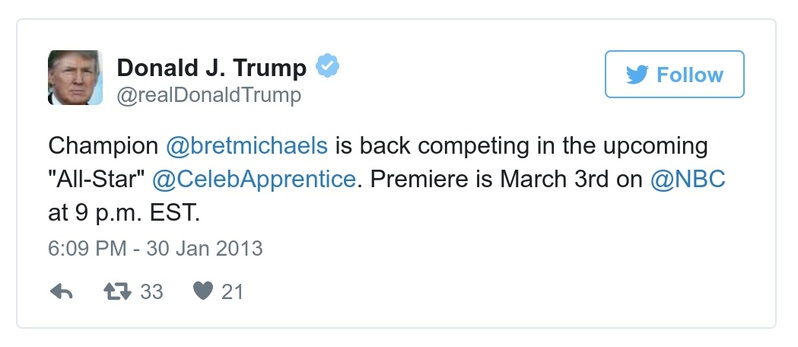 Donald J. Trump
@realDonaldTrump
Follow
Champion @bretmichaels is back competing in the upcoming
"All-Star" @CelebApprentice. Premiere is March 3rd on @NBC
at 9 p.m. EST.
6:09 PM - 30 Jan 2013
33 21